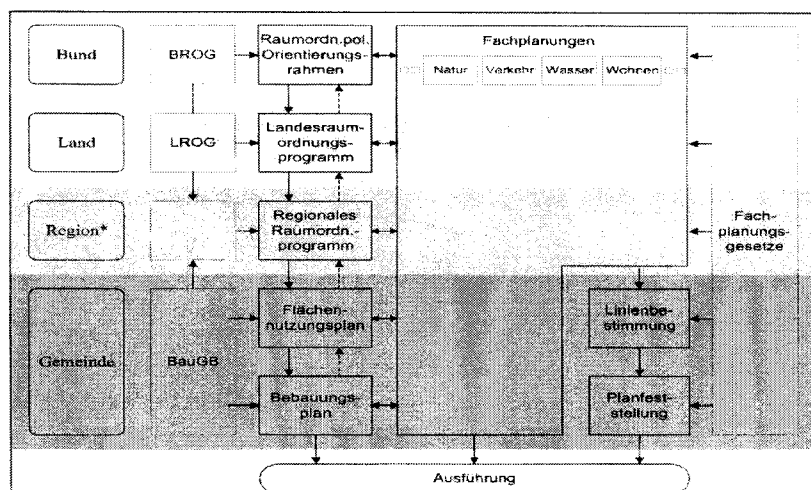 Bund
BROG
Raumordn.pol.
Orientierungs-
rahmen
Fachplanungen
Natur
Verkehr
Wasser
Wohnen
Land
LROG
Landesraum-
ordnungs-
programm
Region*
Regionales
Raumordn.-
programm
Fach-
planungs-
gesetze
Gemeinde
BauGB
Flächen-
nutzungsplan
Linienbe-
stimmung
Bebauungs-
plan
Planfest-
stellung
Ausführung